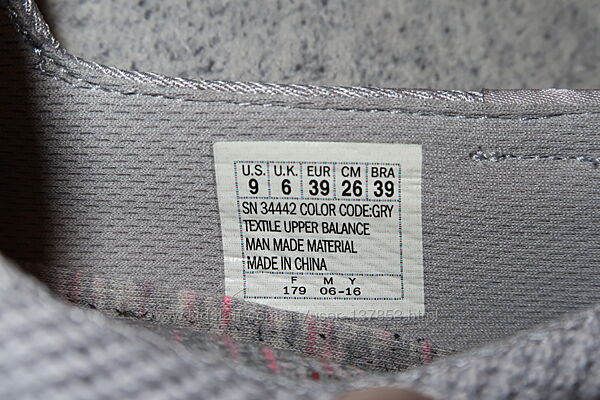 U.S. U.K. EUR CM BRA
9 6 39 26 39
SN 34442 COLOR CODE:GRY
TEXTILE UPPER BALANCE
MAN MADE MATERIAL
MADE IN CHINA
F M Y
179 06-16